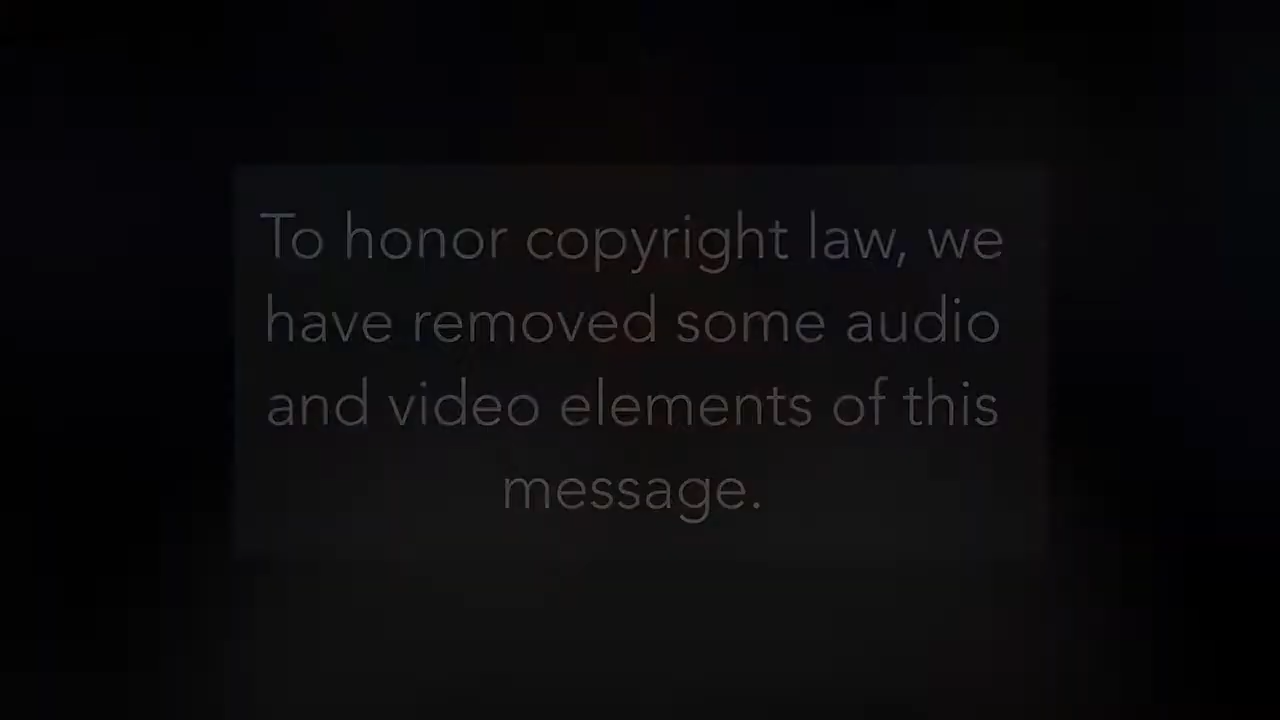 To honor copyright law, we
have removed some audio
and video elements of this
message.